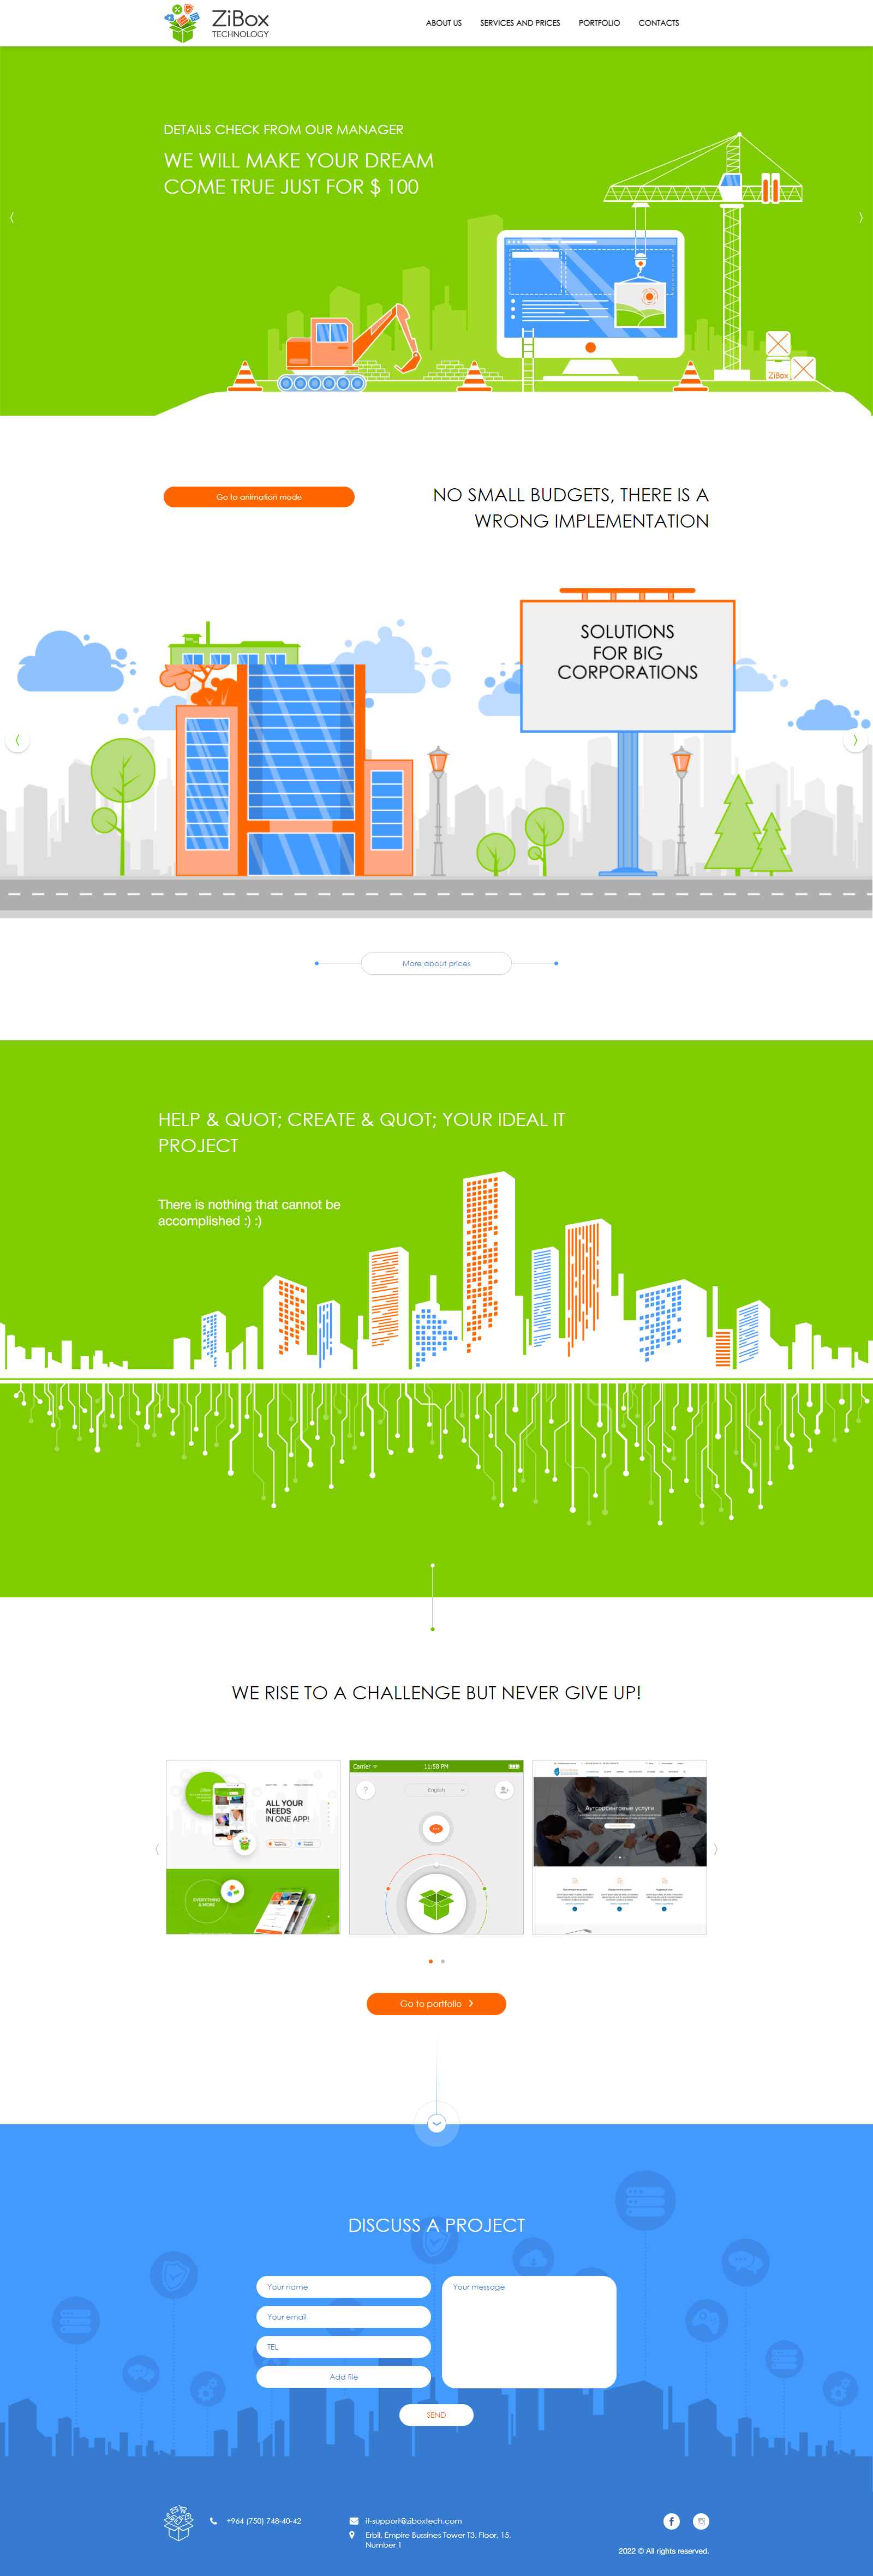 ZiBox
TECHNOLOGY
ABOUT US
SERVICES AND PRICES
PORTFOLIO
CONTACTS
DETAILS CHECK FROM OUR MANAGER
WE WILL MAKE YOUR DREAM
COME TRUE JUST FOR $ 100
ZiBox
Go to animation mode
NO SMALL BUDGETS, THERE IS A
WRONG IMPLEMENTATION
SOLUTIONS
FOR BIG
CORPORATIONS
More about prices
HELP & QUOT; CREATE & QUOT; YOUR IDEAL IT
PROJECT
There is nothing that cannot be
accomplished :) :)
WE RISE TO A CHALLENGE BUT NEVER GIVE UP!
ALL YOUR
NEEDS
IN ONE APP!
EVERYTHING
& MORE
Carrier
11:58 PM
?
English
Аутсорсинговые услуги
Go to portfolio
DISCUSS A PROJECT
Your name
Your email
TEL
Add file
Your message
SEND
+964 (750) 748-40-42
it-support@ziboxtech.com
Erbil, Empire Bussines Tower T3, Floor, 15,
Number 1
2022 © All rights reserved.